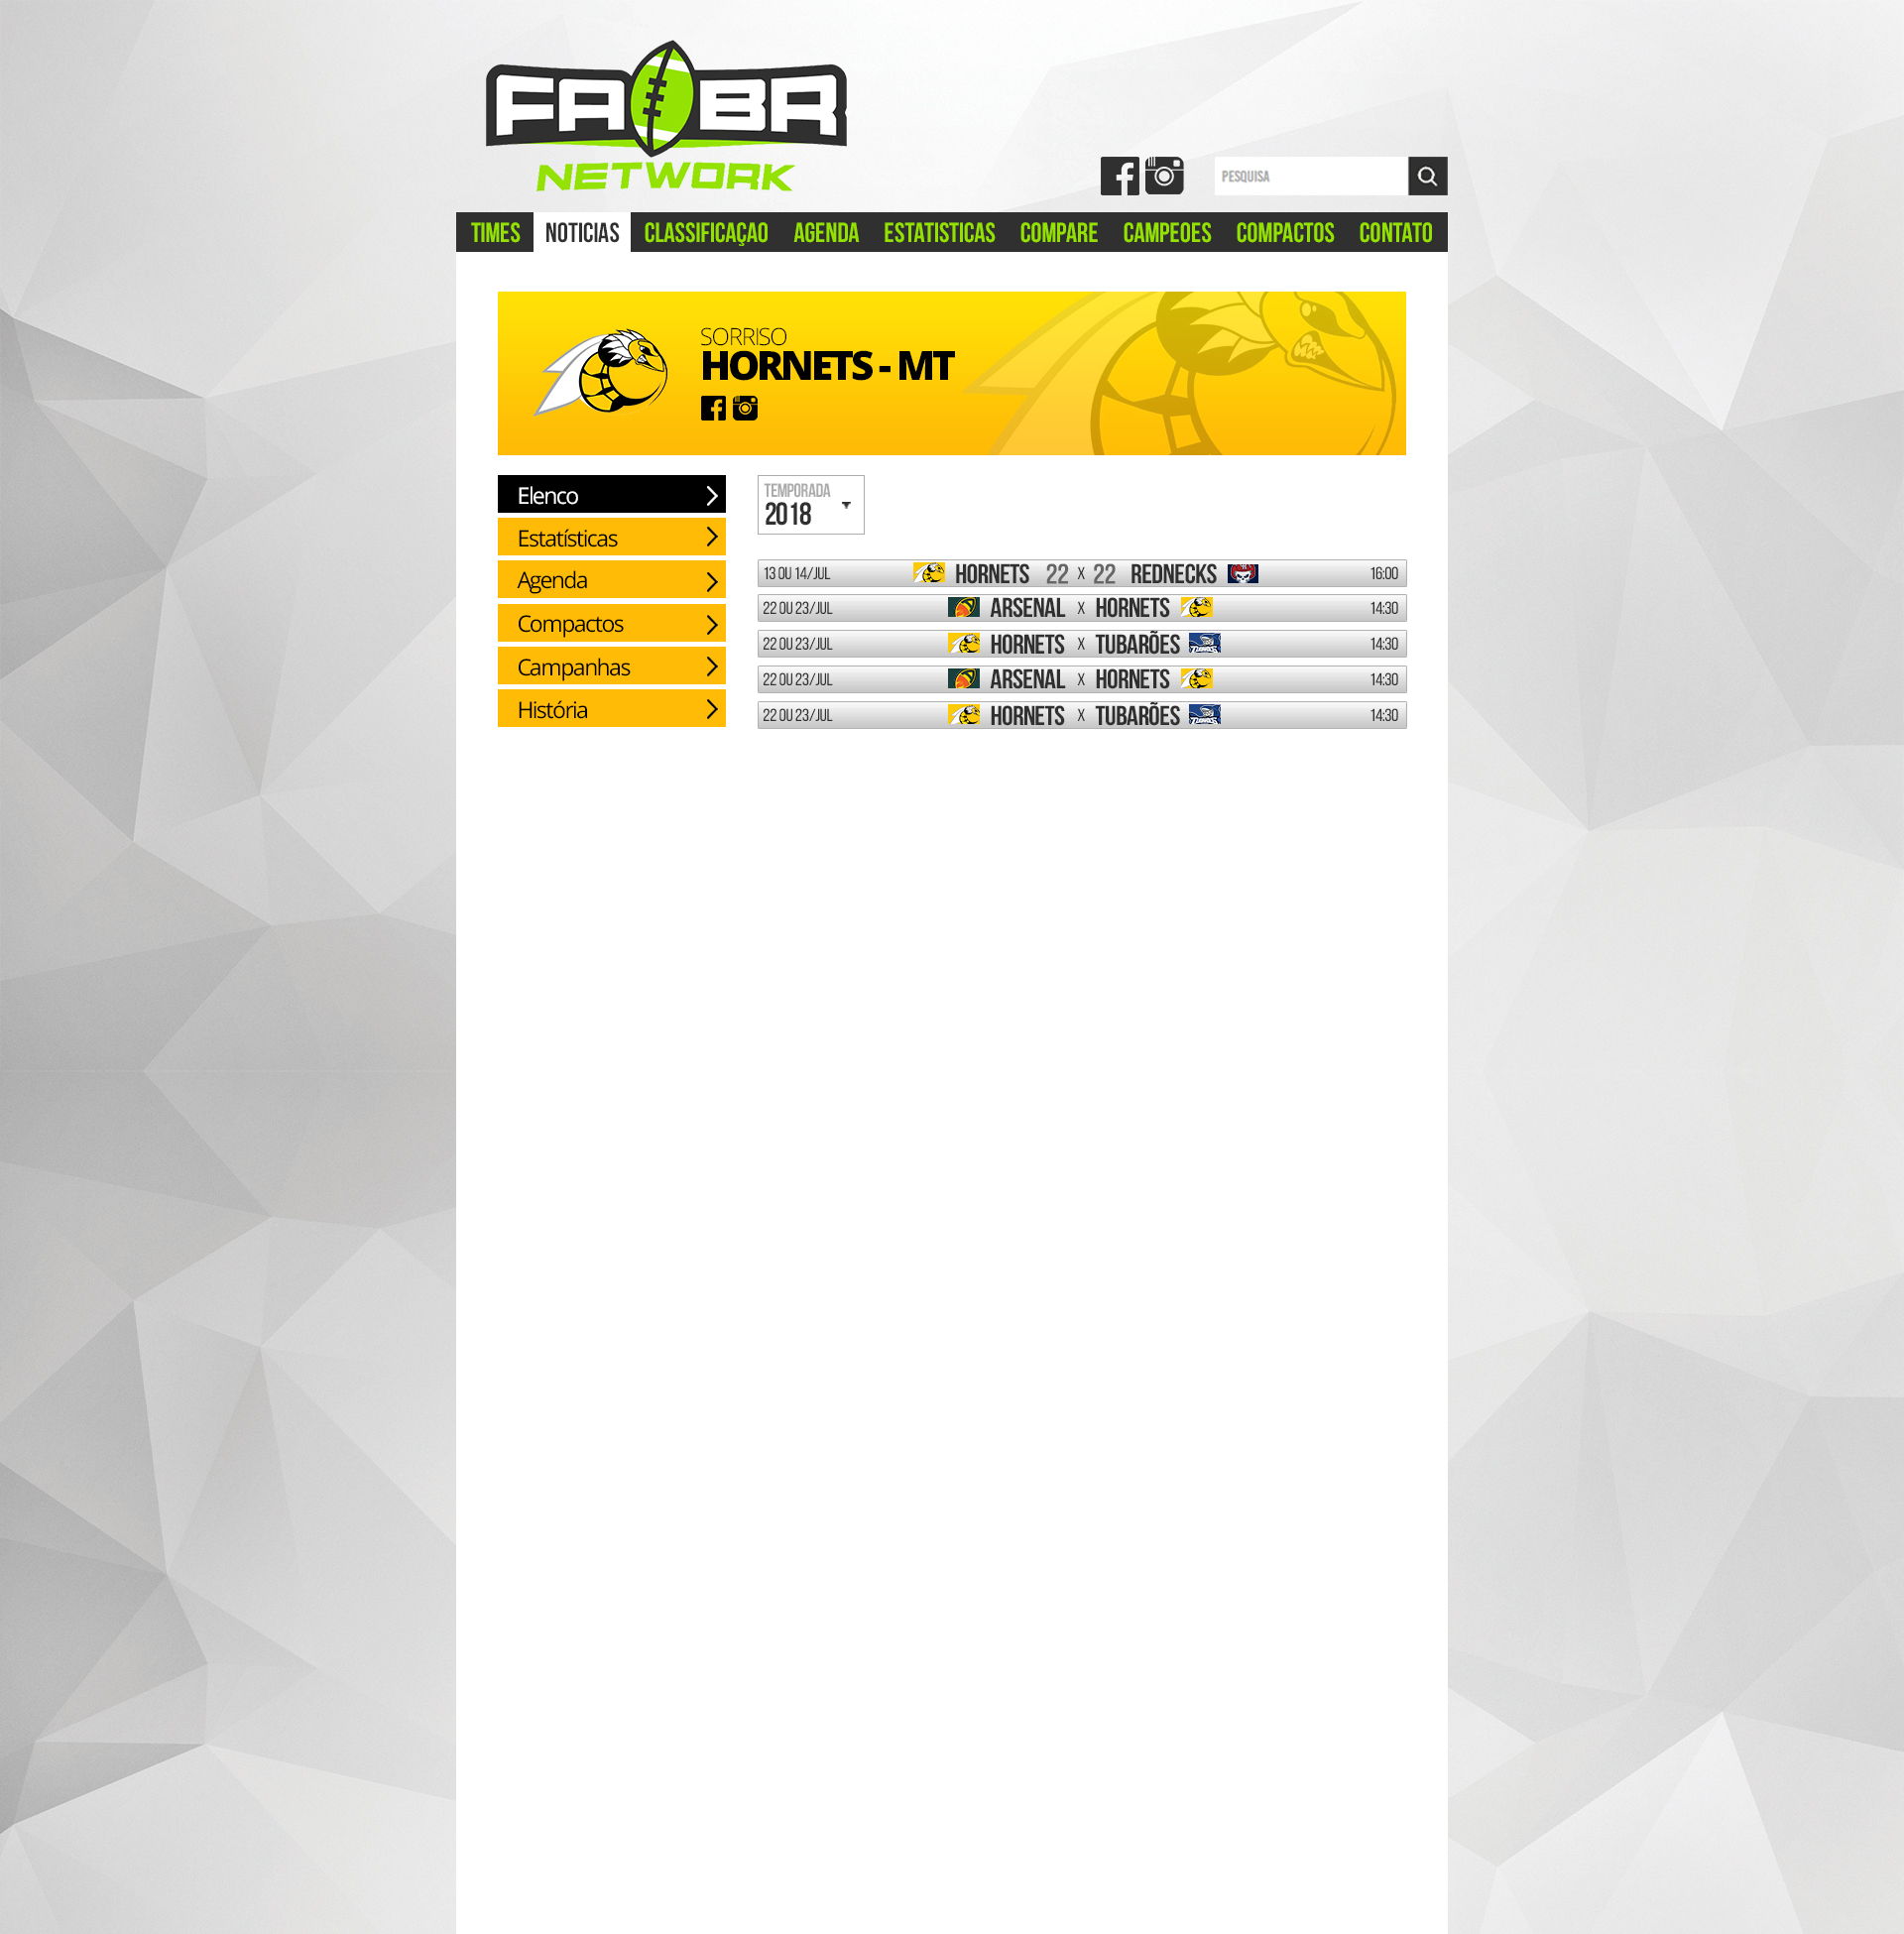 FA BR
NETWORK
PESQUISA
TIMES NOTICIAS CLASSIFICAÇAO AGENDA ESTATISTICAS COMPARE CAMPEOES COMPACTOS CONTATO
SORRISO
HORNETS - MT
Elenco
Estatísticas
Agenda
Compactos
Campanhas
História
TEMPORADA
2018
13 OU 14/JUL HORNETS 22 X 22 REDNECKS 16:00
22 OU 23/JUL ARSENAL X HORNETS 14:30
22 OU 23/JUL HORNETS X TUBARÕES 14:30
22 OU 23/JUL ARSENAL X HORNETS 14:30
22 OU 23/JUL HORNETS X TUBARÕES 14:30